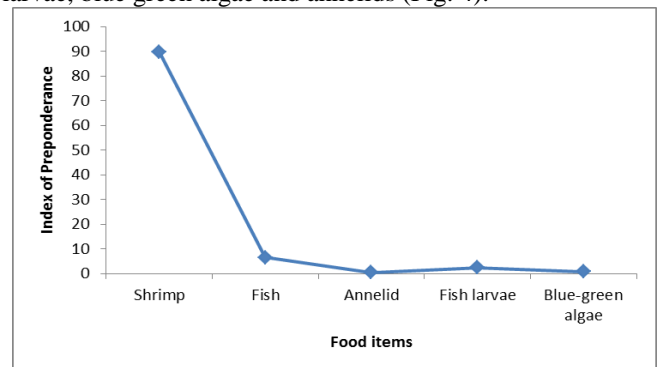 larvae, blue green algae and annelids (Fig. 4).
100
90
80
70
60
50
40
30
20
10
0
Index of Preponderance
Shrimp
Fish
Annelid
Fish larvae
Blue-green
algae
Food items